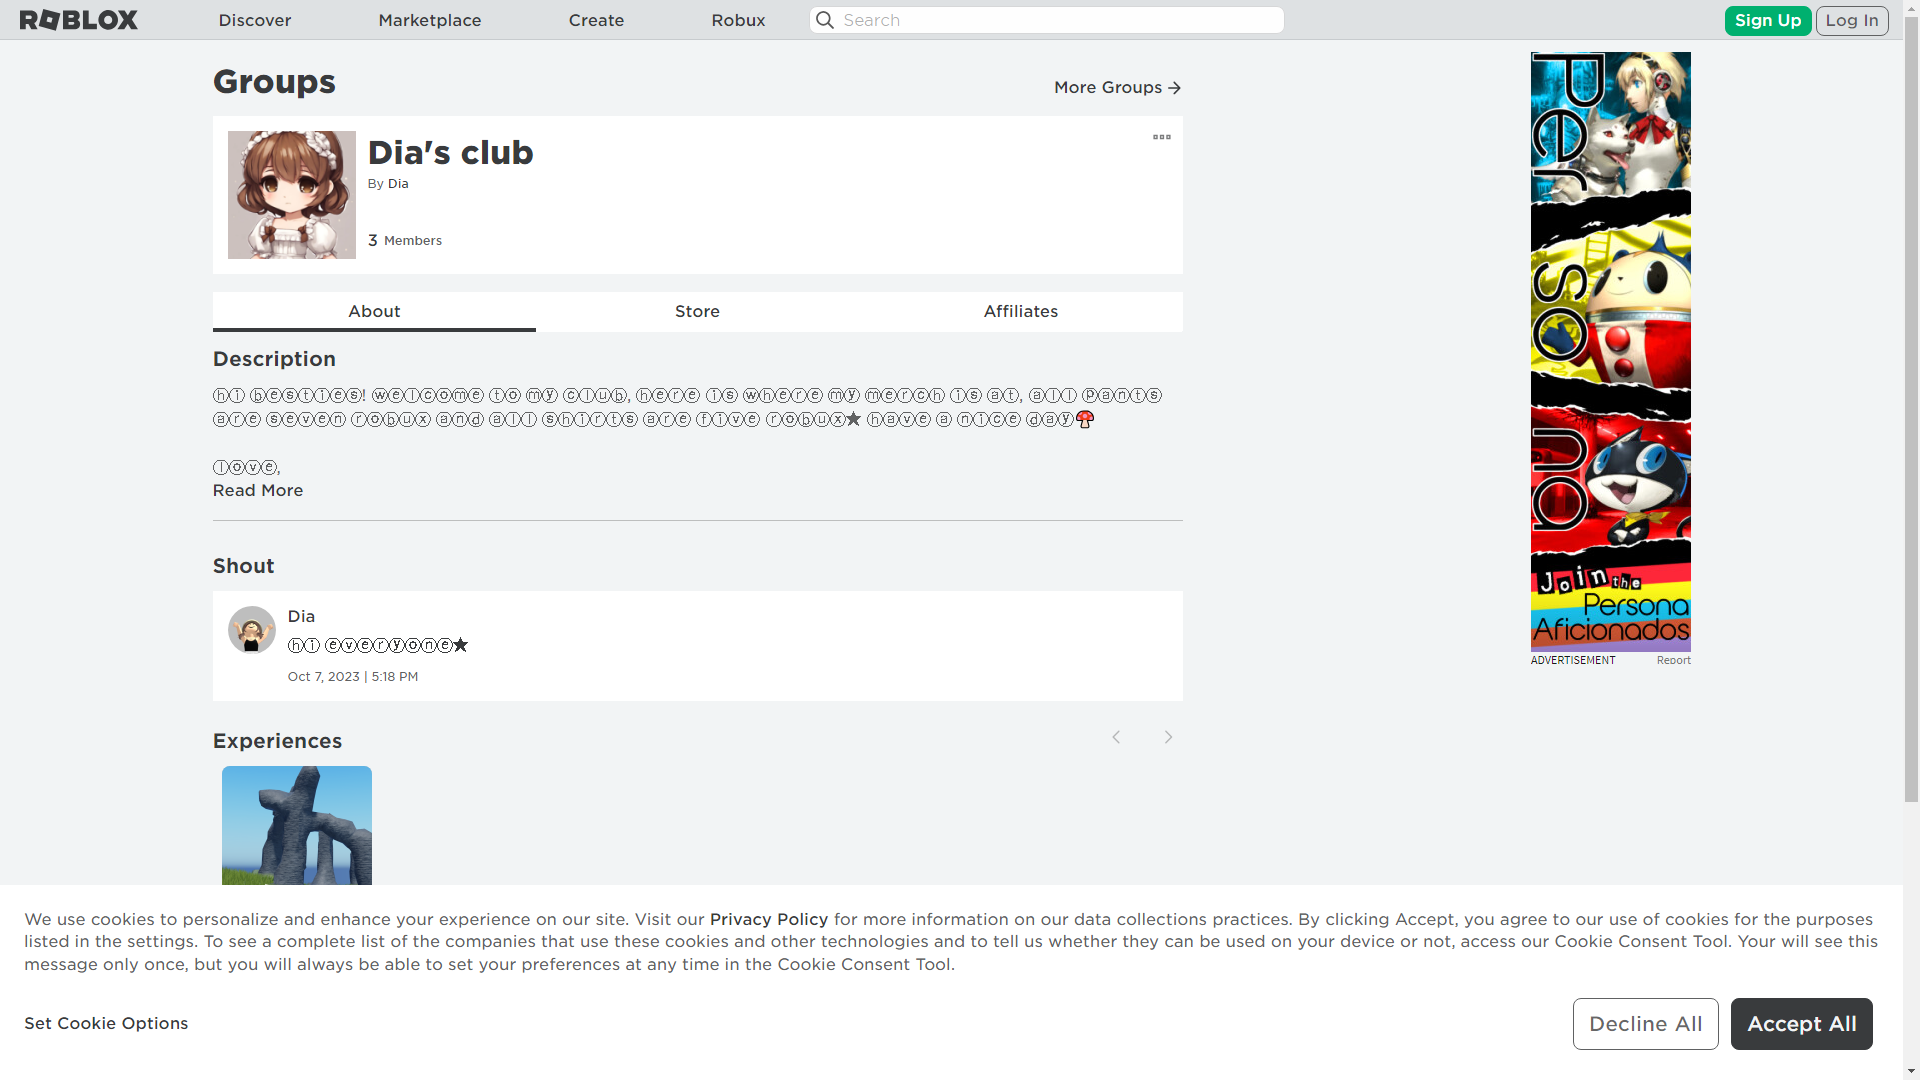 ROBLOX
Discover
Marketplace
Create
Robux
Search
Sign Up
Log In
Groups
More Groups
Dia's club
By Dia
3 Members
About
Store
Affiliates
Description
ⓗⓘ ⓑⓔⓢⓣⓘⓔⓢ! ⓦⓔⓛⓒⓞⓜⓔ ⓣⓞ ⓜⓨ ⓒⓛⓤⓑ, ⓗⓔⓡⓔ ⓘⓢ ⓦⓗⓔⓡⓔ ⓜⓨ ⓜⓔⓡⓒⓗ ⓘⓢ ⓐⓣ, ⓐⓛⓛ ⓟⓐⓝⓣⓢ
ⓐⓡⓔ ⓢⓔⓥⓔⓝ ⓡⓞⓑⓤⓧ ⓐⓝⓓ ⓐⓛⓛ ⓢⓗⓘⓡⓣⓢ ⓐⓡⓔ ⓕⓘⓥⓔ ⓡⓞⓑⓤⓧ★ ⓗⓐⓥⓔ ⓐ ⓝⓘⓒⓔ ⓓⓐⓨ🍄
ⓛⓞⓥⓔ,
Read More
Shout
Dia
ⓗⓘ ⓔⓥⓔⓡⓨⓞⓝⓔ★
Oct 7, 2023 | 5:18 PM
Experiences
Persona
Join the
Persona
Aficionados
ADVERTISEMENT
Report
We use cookies to personalize and enhance your experience on our site. Visit our Privacy Policy for more information on our data collections practices. By clicking Accept, you agree to our use of cookies for the purposes
listed in the settings. To see a complete list of the companies that use these cookies and other technologies and to tell us whether they can be used on your device or not, access our Cookie Consent Tool. Your will see this
message only once, but you will always be able to set your preferences at any time in the Cookie Consent Tool.
Set Cookie Options
Decline All
Accept All